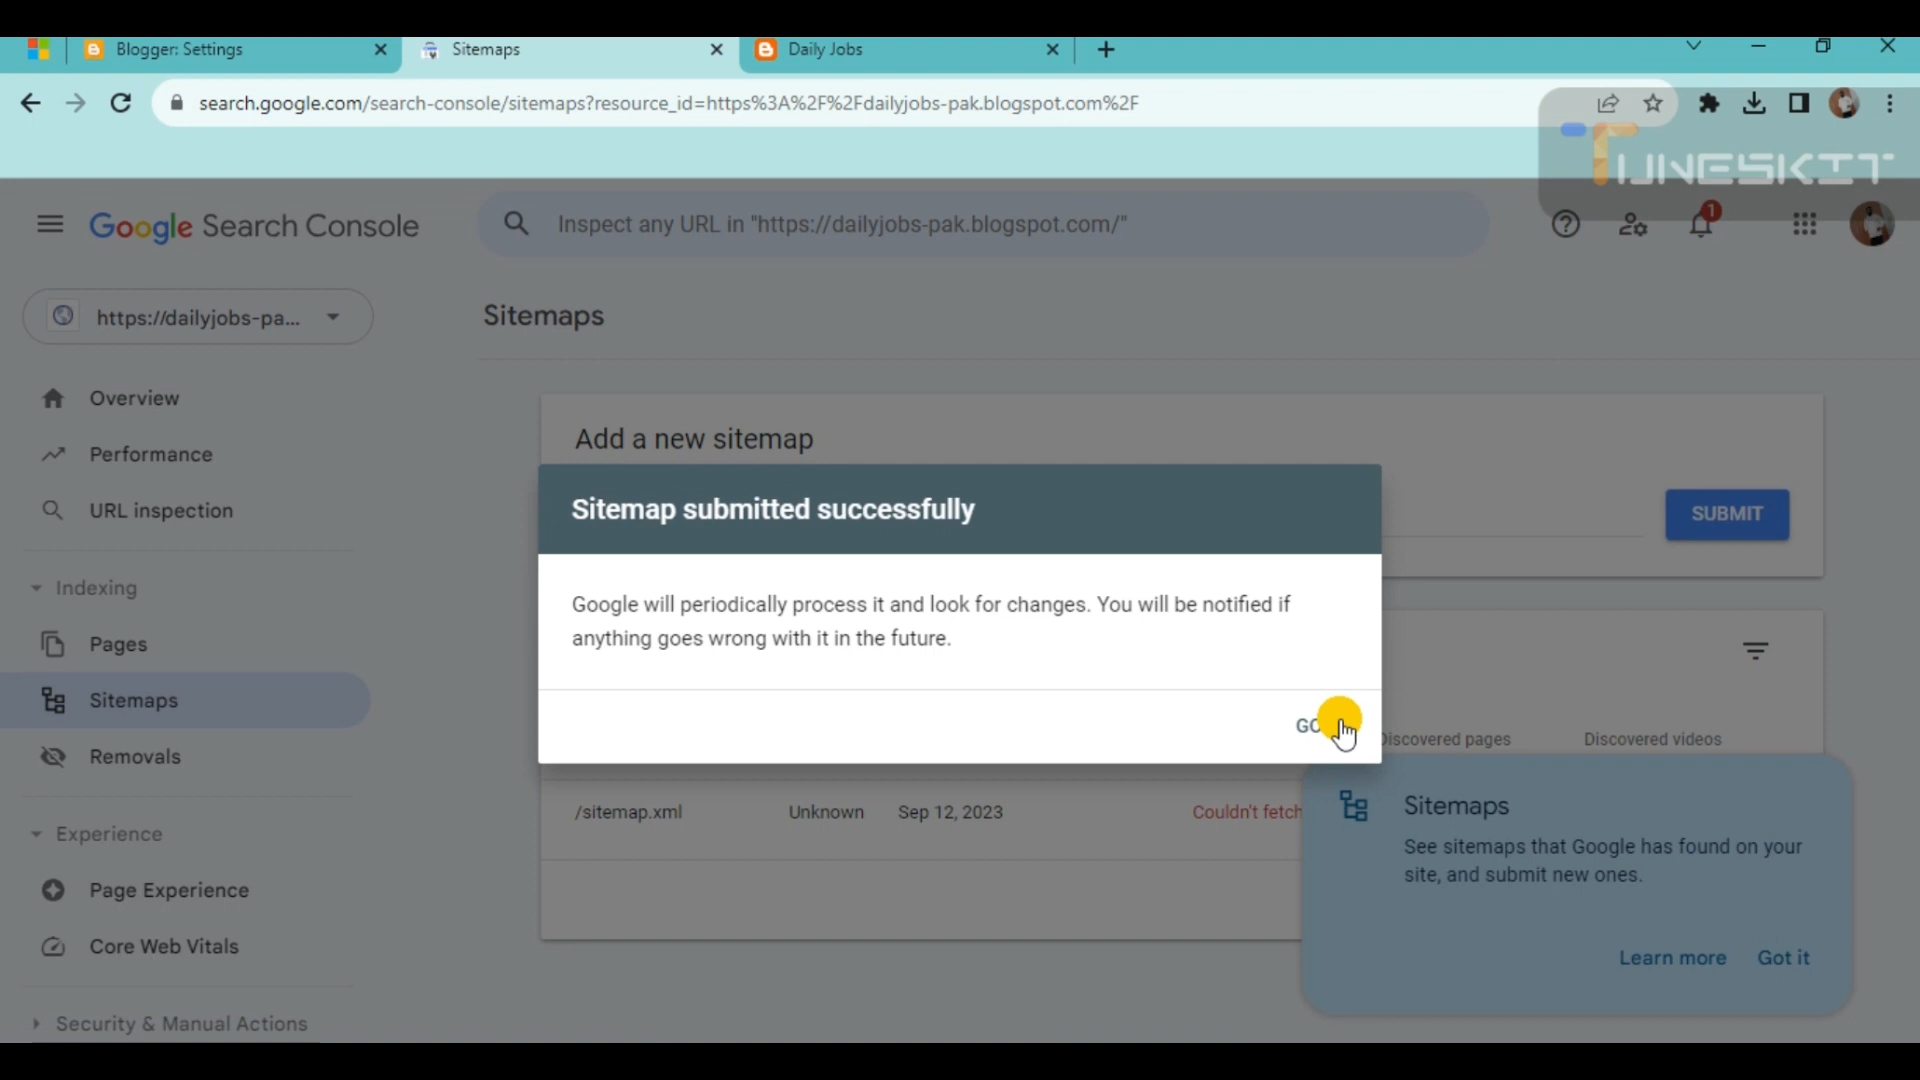 Blogger: Settings
Sitemaps
Daily Jobs
search.google.com/search-console/sitemaps?resource_id=https%3A%2F%2Fdailyjobs-pak.blogspot.com%2F
TUNESKIT
Google Search Console
Inspect any URL in "https://dailyjobs-pak.blogspot.com/"
1
https://dailyjobs-pa...
Sitemaps
Overview
Performance
URL inspection
Indexing
Pages
Sitemaps
Removals
Experience
Page Experience
Core Web Vitals
Security & Manual Actions
Add a new sitemap
SUBMIT
Sitemap submitted successfully
Google will periodically process it and look for changes. You will be notified if
anything goes wrong with it in the future.
Discovered pages
Discovered videos
/sitemap.xml
Unknown
Sep 12, 2023
Couldn't fetch
Sitemaps
See sitemaps that Google has found on your
site, and submit new ones.
Learn more
Got it